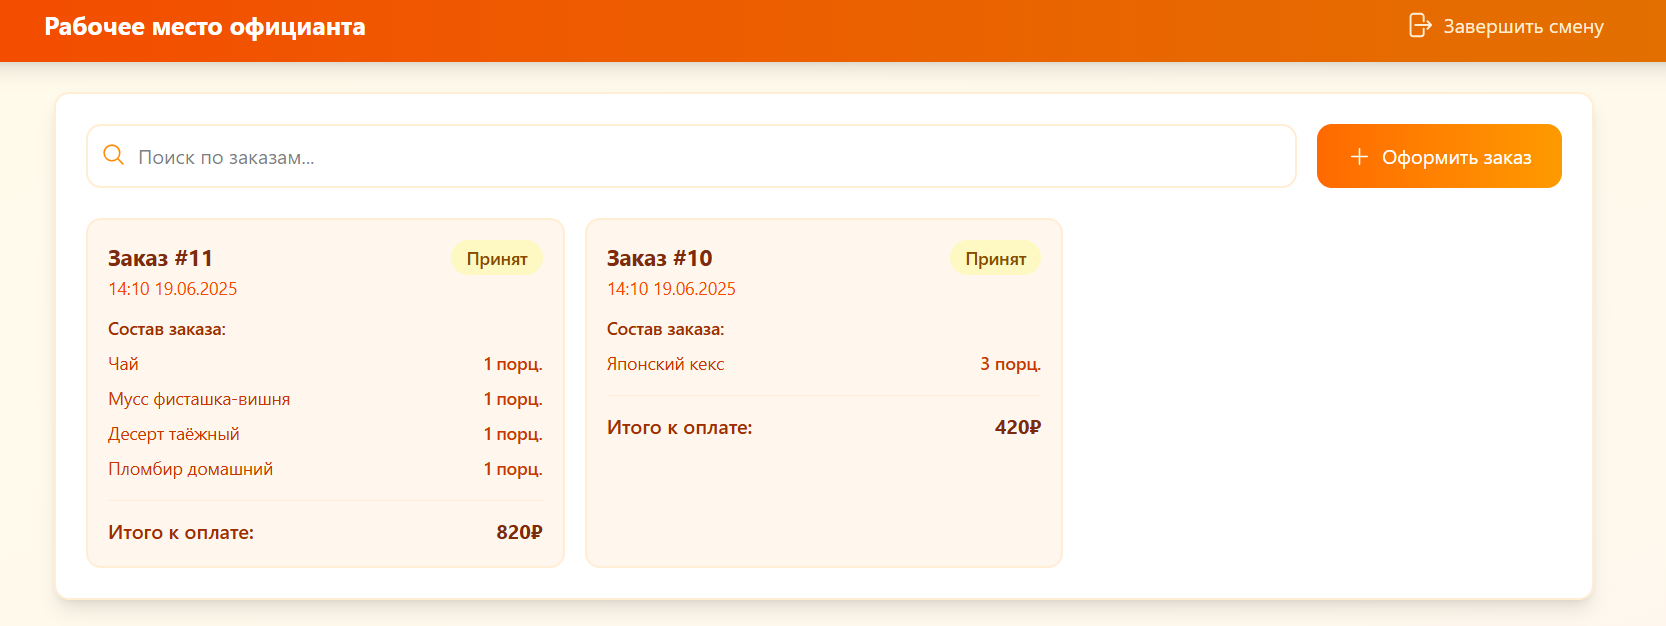 Рабочее место официанта
Завершить смену
Поиск по заказам...
Оформить заказ
Заказ #11
Принят
14:10 19.06.2025
Состав заказа:
Чай 1 порц.
Мусс фисташка-вишня 1 порц.
Десерт таёжный 1 порц.
Пломбир домашний 1 порц.
Итого к оплате: 820₽
Заказ #10
Принят
14:10 19.06.2025
Состав заказа:
Японский кекс 3 порц.
Итого к оплате: 420₽